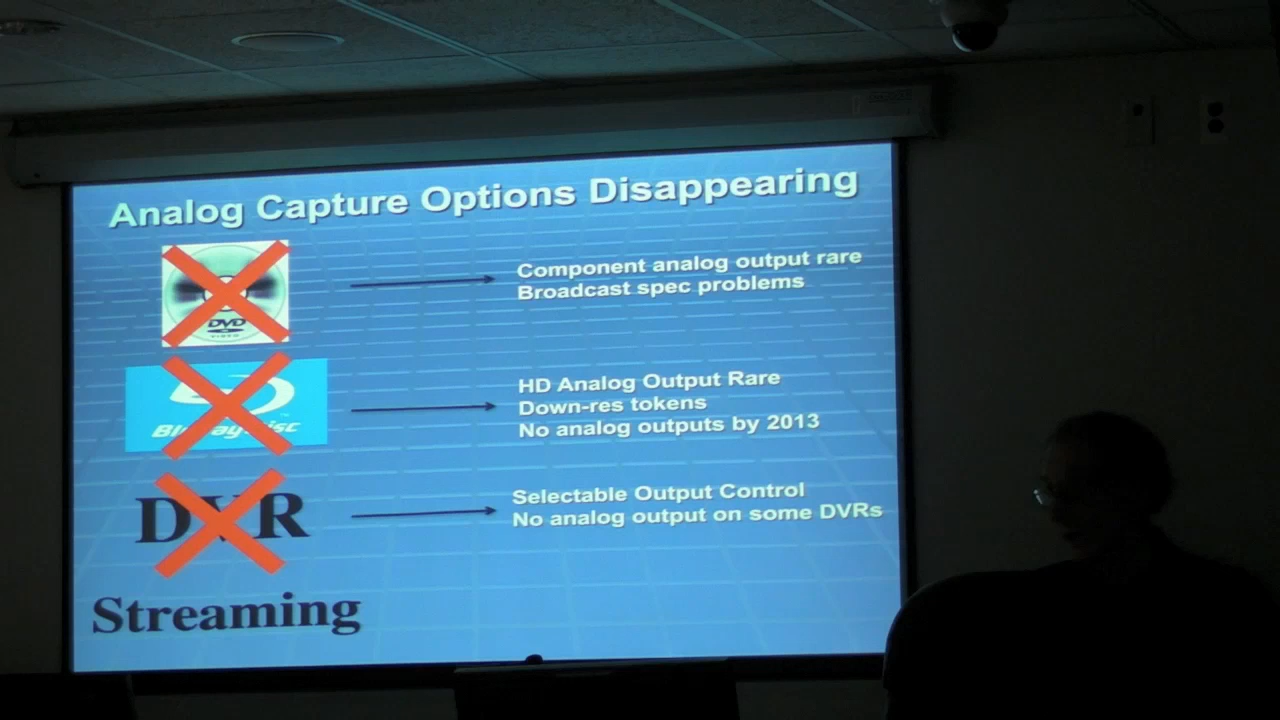 Analog Capture Options Disappearing
DVD
VIDEO
Component analog output rare
Broadcast spec problems
HD Analog Output Rare
Down-res tokens
No analog outputs by 2013
DVR
Selectable Output Control
No analog output on some DVRs
Streaming